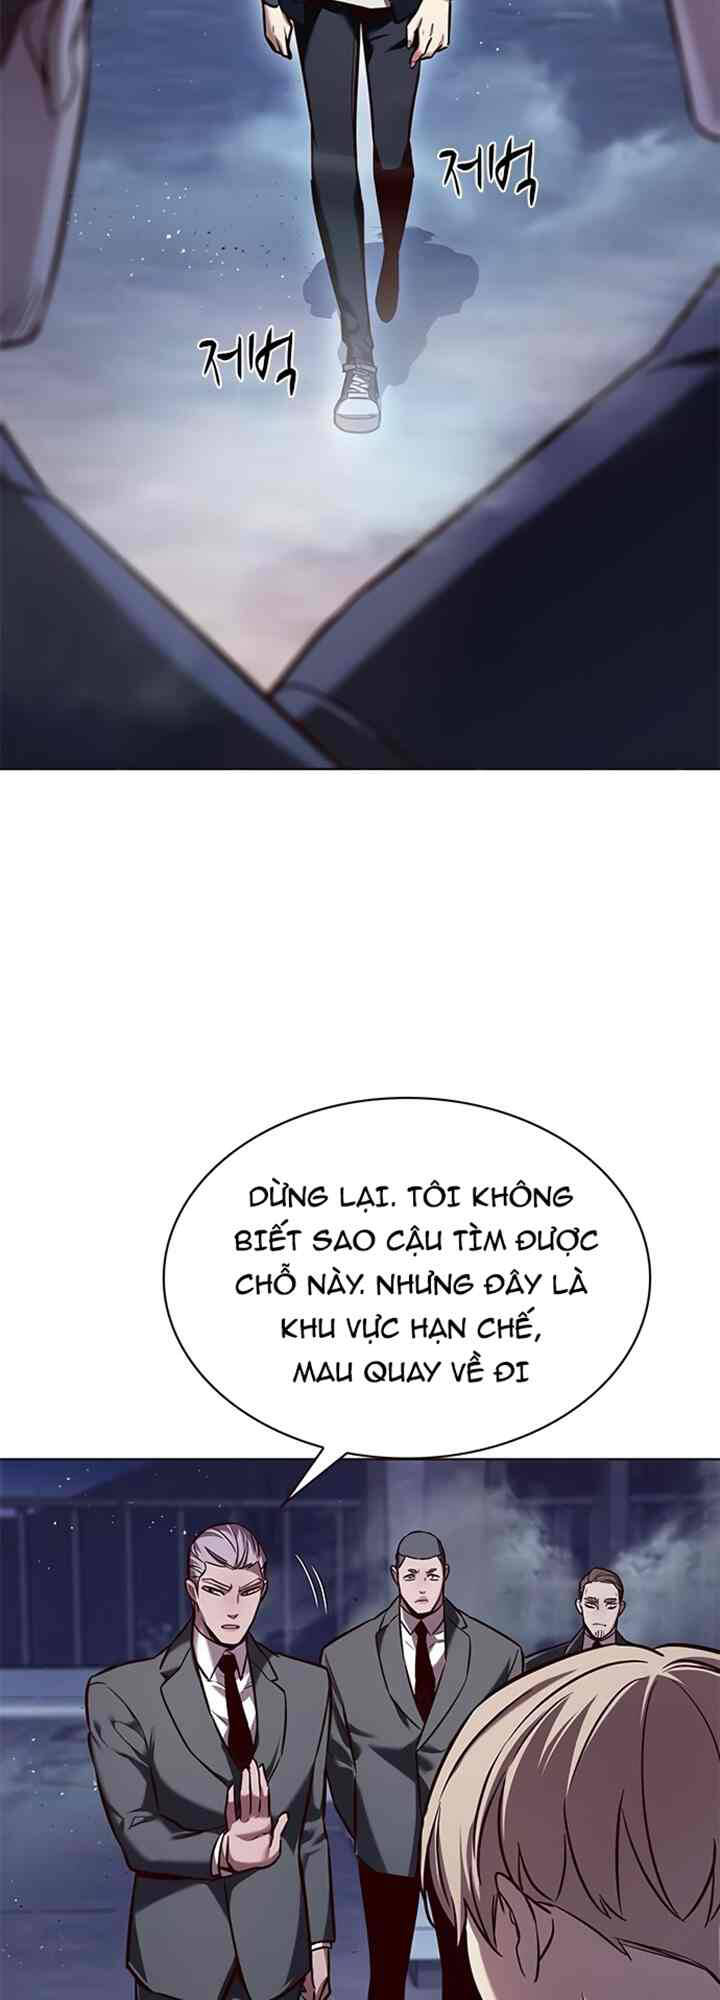 저벅
저벅
DỪNG LẠI. TÔI KHÔNG
BIẾT SAO CẬU TÌM ĐƯỢC
CHỖ NÀY. NHƯNG ĐÂY LÀ
KHU VỰC HẠN CHẾ,
MAU QUAY VỀ ĐI